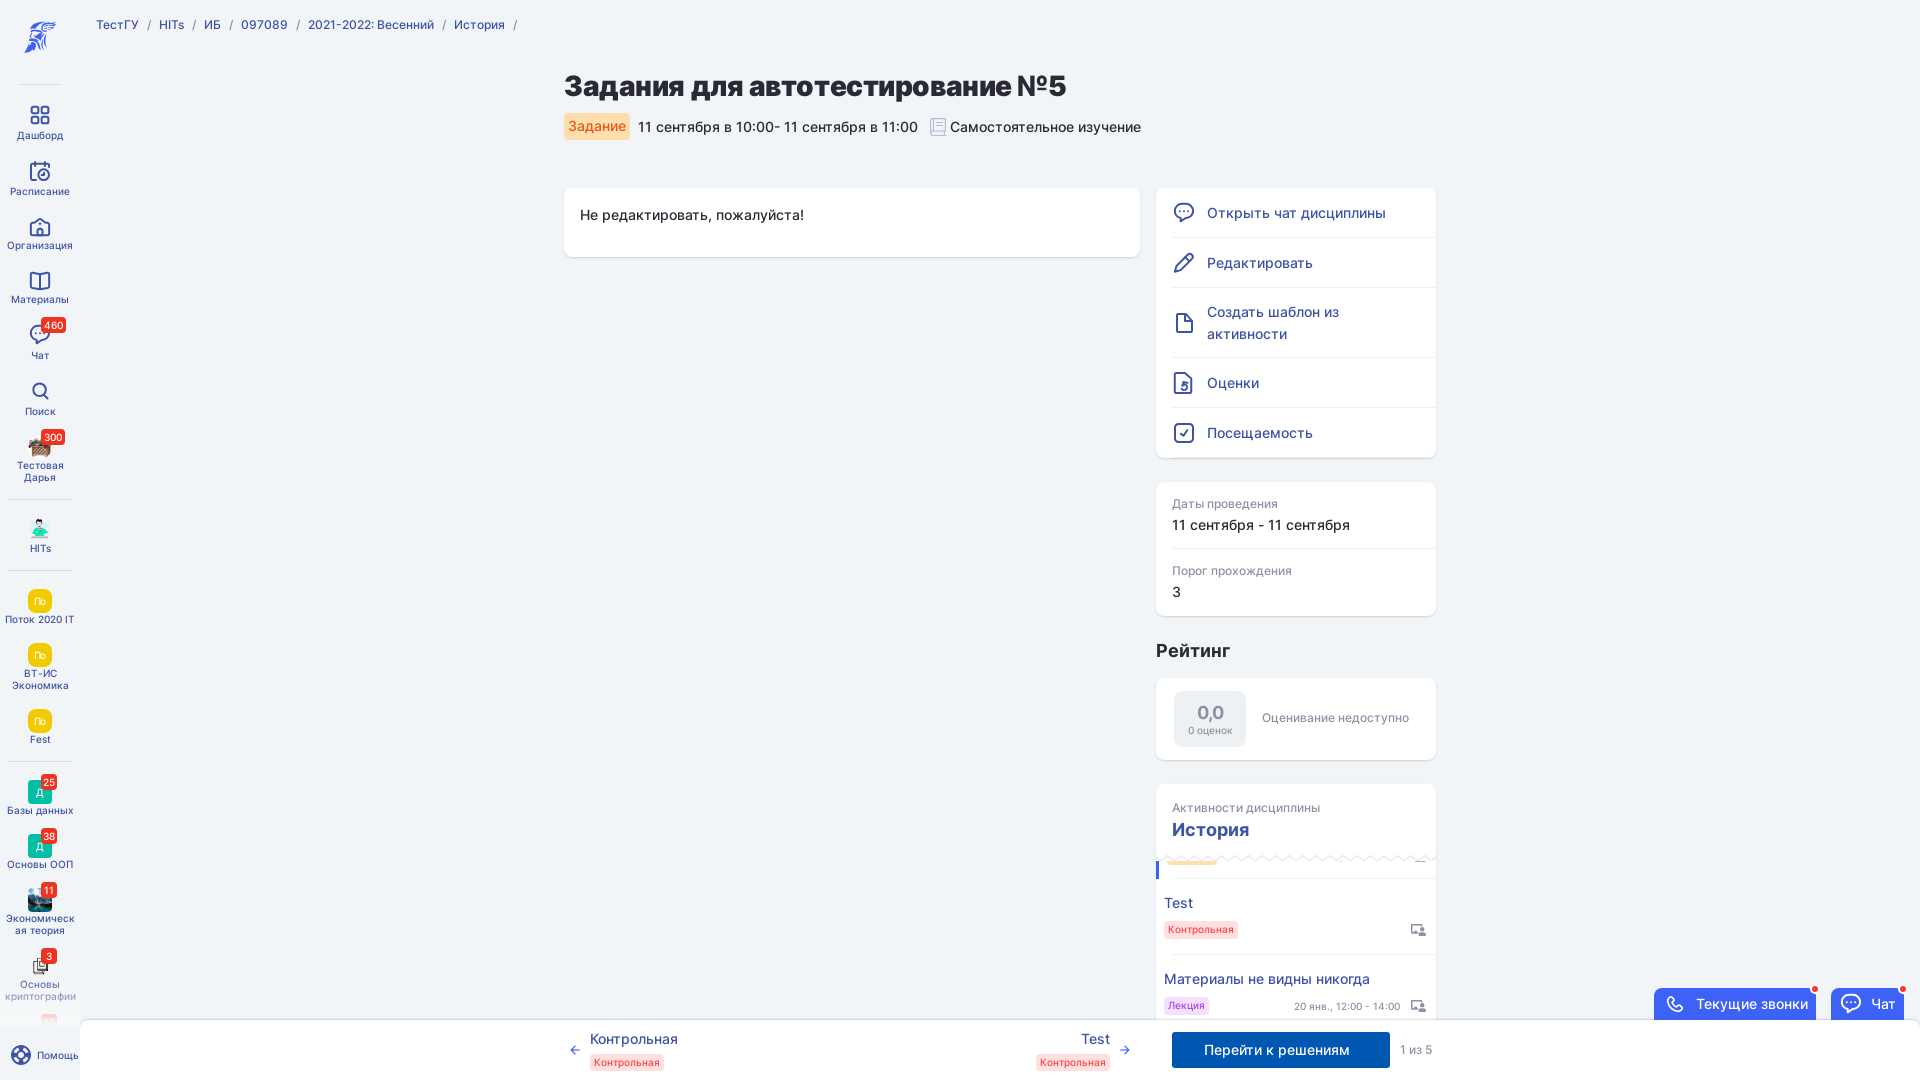 ТестГУ / HITs / ИБ / 097089 / 2021-2022: Весенний / История /
Задания для автотестирование №5
Задание 11 сентября в 10:00- 11 сентября в 11:00 Самостоятельное изучение
Не редактировать, пожалуйста!
Дашборд
Расписание
Организация
Материалы
460
Чат
Поиск
300
Тестовая
Дарья
HITs
По
Поток 2020 IT
По
ВТ-ИС
Экономика
По
Fest
25
Д
Базы данных
38
Д
Основы ООП
11
Экономическ
ая теория
3
Основы
криптографии
Помощь
Открыть чат дисциплины
Редактировать
Создать шаблон из
активности
5
Оценки
Посещаемость
Даты проведения
11 сентября - 11 сентября
Порог прохождения
3
Рейтинг
0,0
0 оценок
Оценивание недоступно
Активности дисциплины
История
Test
Контрольная
Материалы не видны никогда
Лекция 20 янв., 12:00 - 14:00
Текущие звонки
Чат
Контрольная
Контрольная
Test
Контрольная
Перейти к решениям 1 из 5